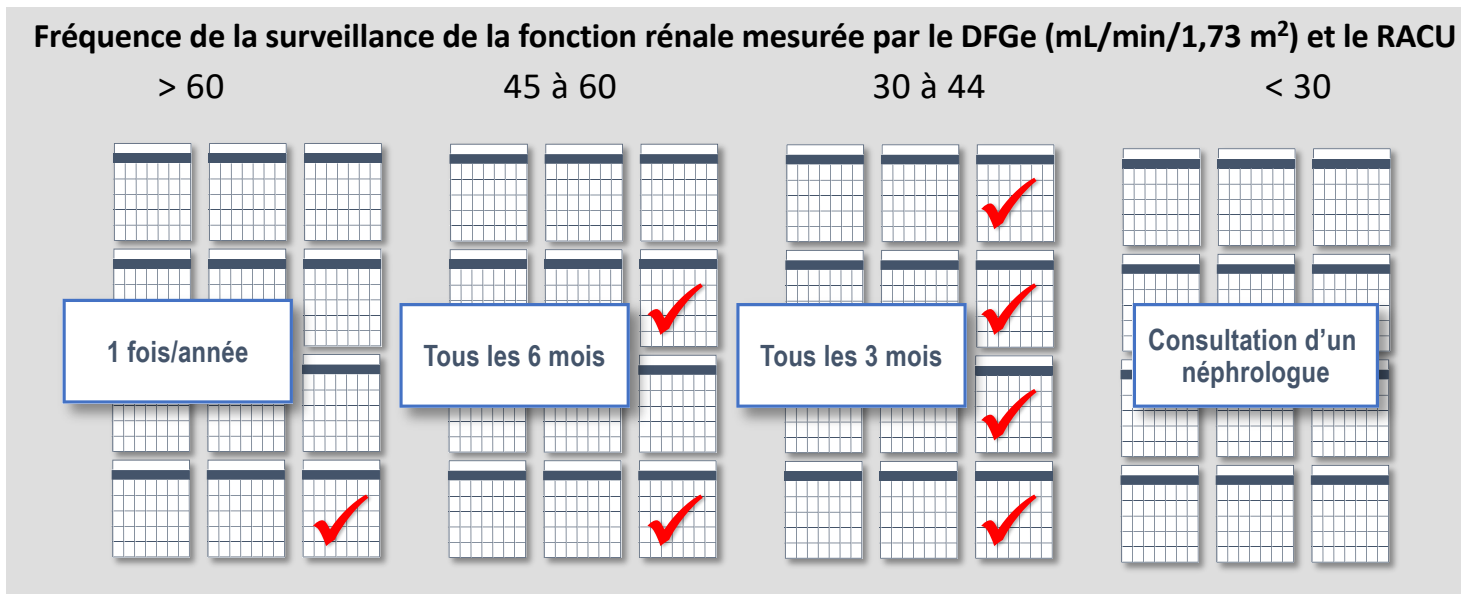 Fréquence de la surveillance de la fonction rénale mesurée par le DFGe (mL/min/1,73 m²) et le RACU
> 60
45 à 60
30 à 44
< 30
1 fois/année
Tous les 6 mois
Tous les 3 mois
Consultation d’un
néphrologue